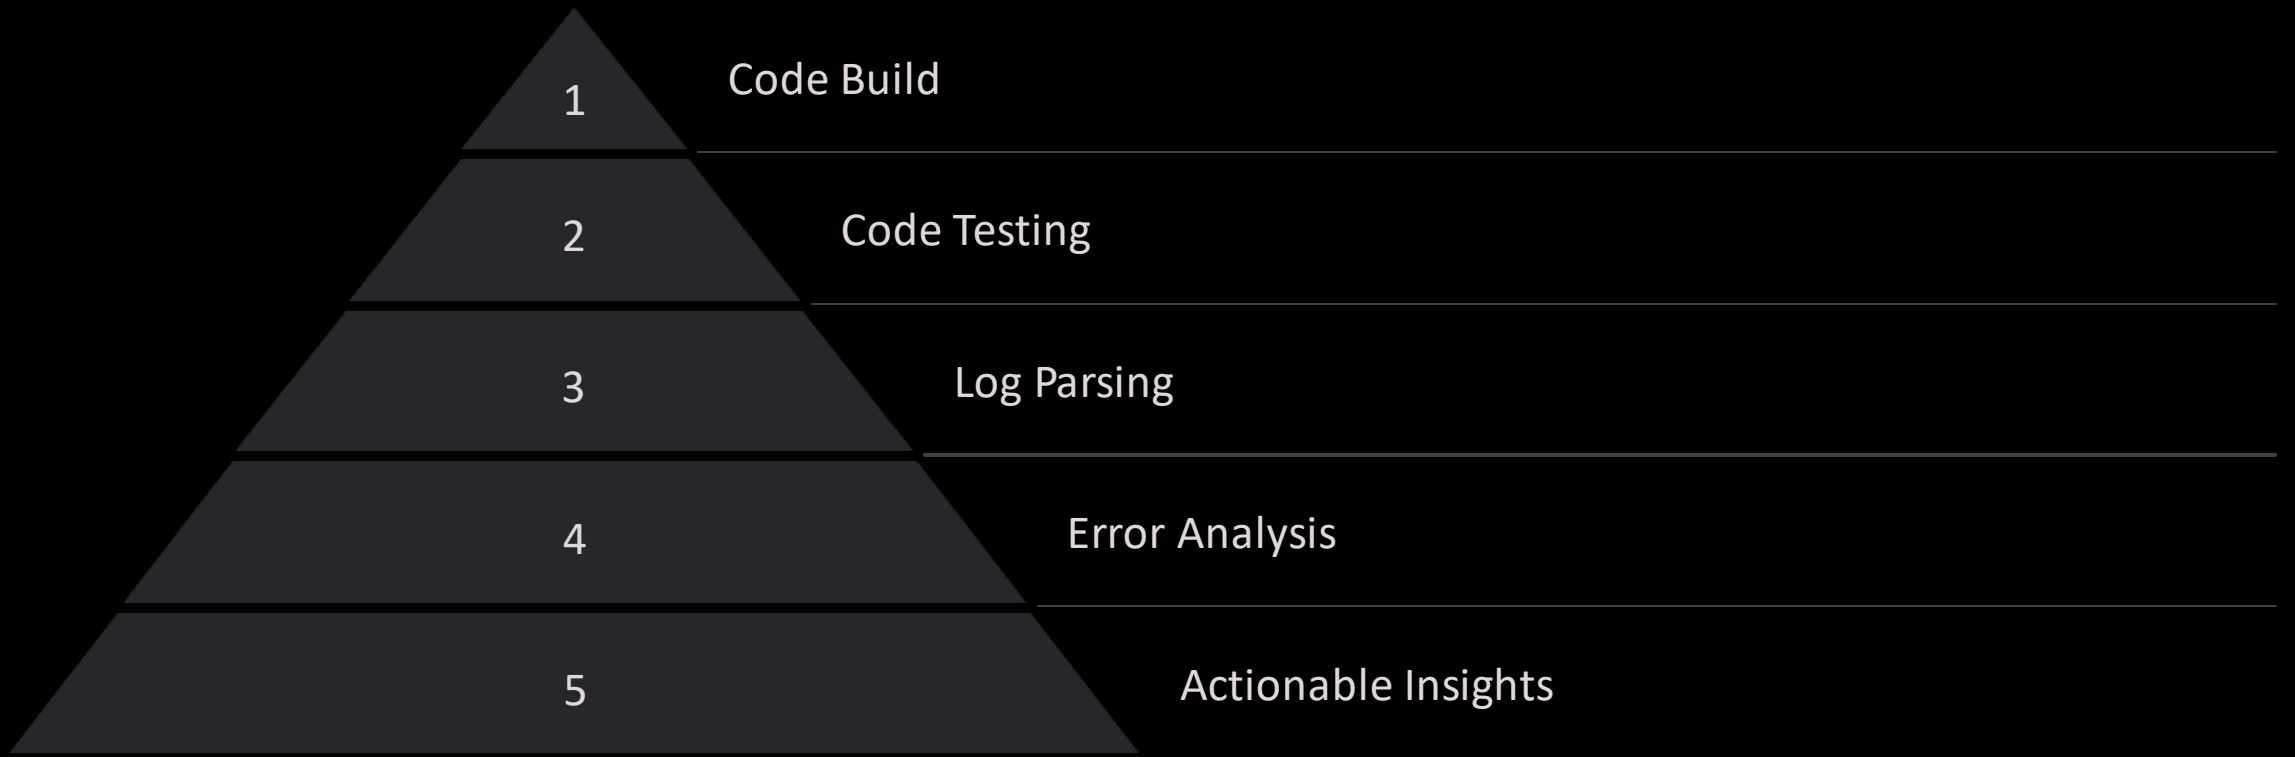 1
Code Build
2
Code Testing
3
Log Parsing
4
Error Analysis
5
Actionable Insights